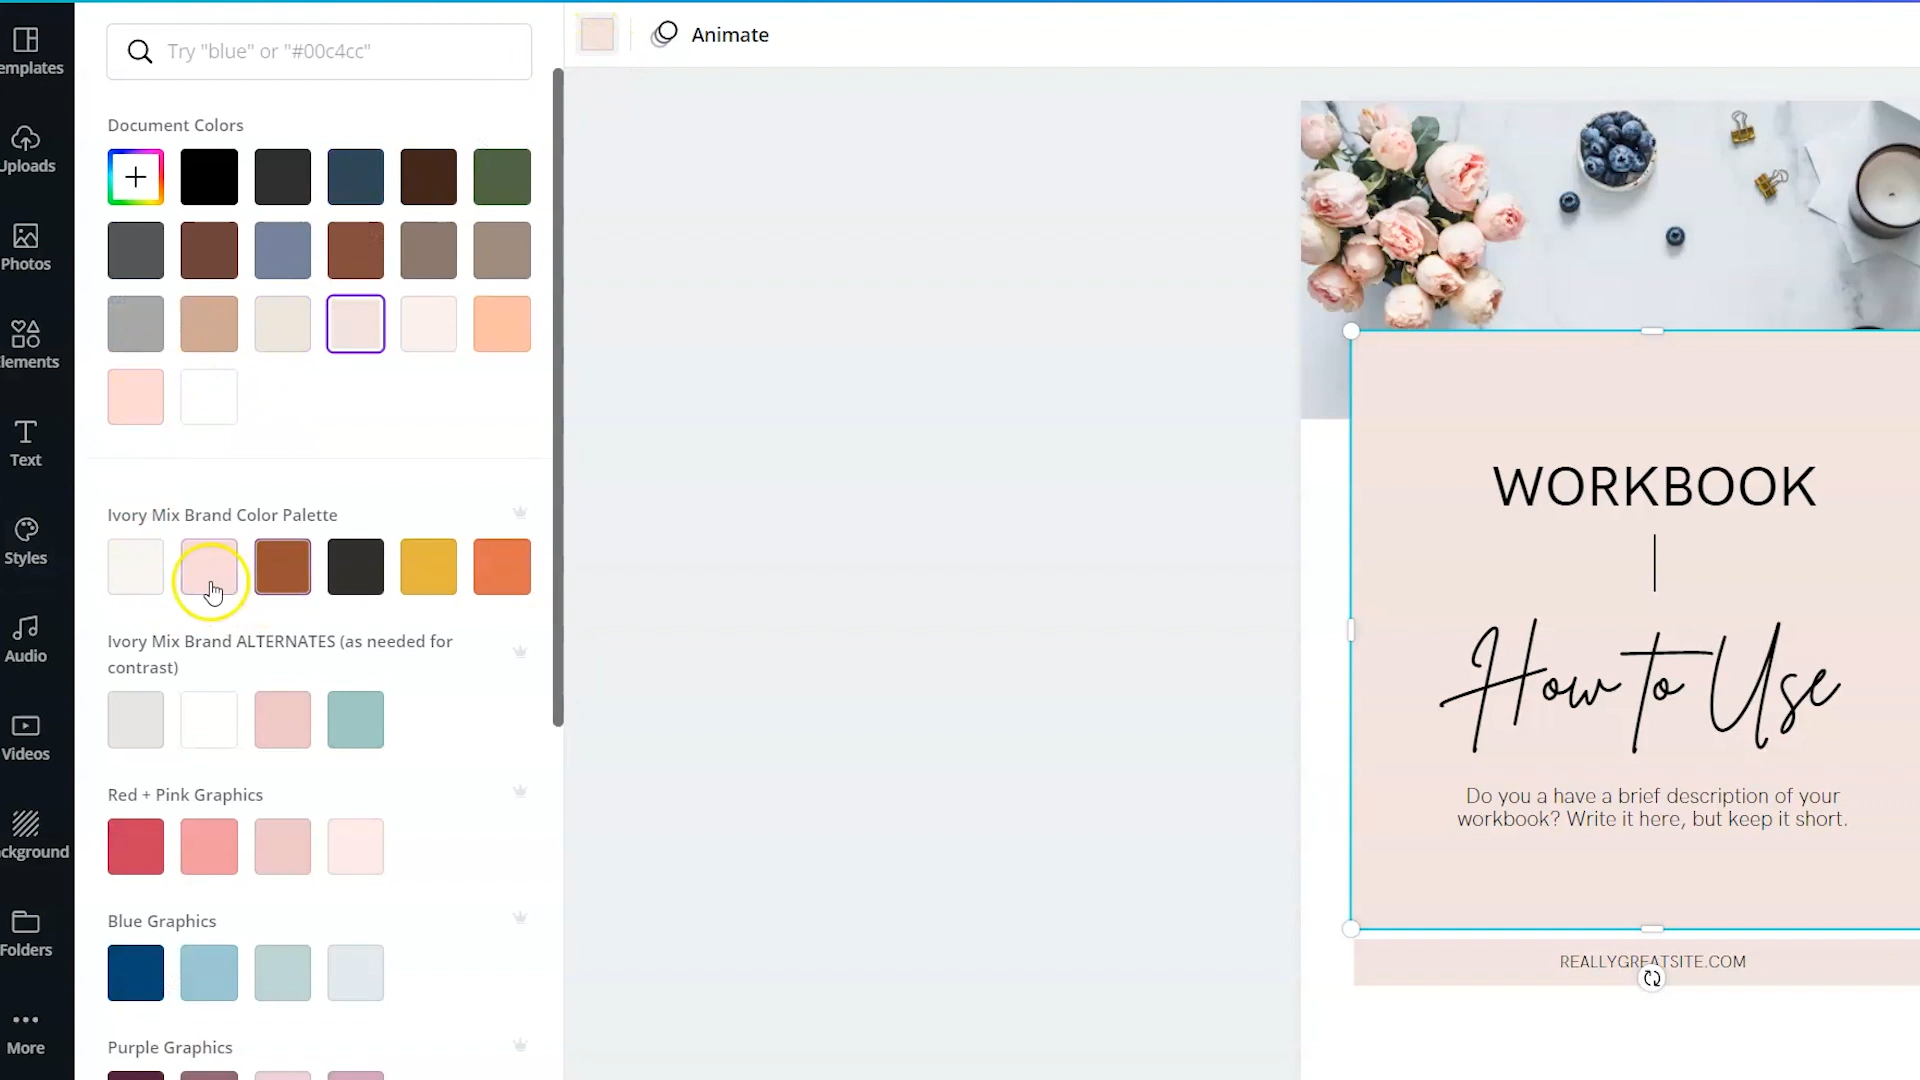 Try "blue" or "#00c4cc"
Animate
emplates
Uploads
Photos
Elements
Text
Styles
Audio
Videos
ckground
Folders
More
Document Colors
Ivory Mix Brand Color Palette
Ivory Mix Brand ALTERNATES (as needed for
contrast)
Red + Pink Graphics
Blue Graphics
Purple Graphics
WORKBOOK
How to Use
Do you a have a brief description of your
workbook? Write it here, but keep it short.
REALLYGREATSITE.COM